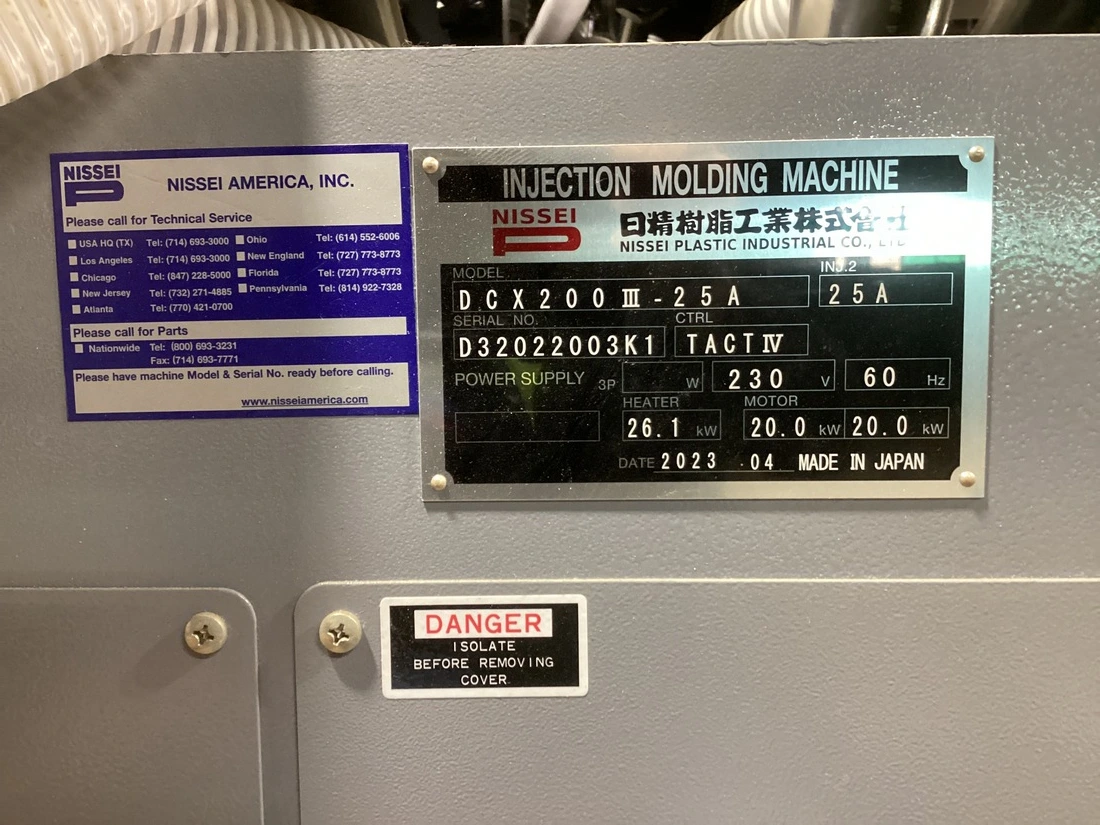 NISSEI
NISSEI AMERICA, INC.
Please call for Technical Service
USA HQ (TX) Tel: (714) 693-3000 Ohio Tel: (614) 552-6006
Los Angeles Tel: (714) 693-3000 New England Tel: (727) 773-8773
Chicago Tel: (847) 228-5000 Florida Tel: (727) 773-8773
New Jersey Tel: (732) 271-4885 Pennsylvania Tel: (814) 922-7328
Atlanta Tel: (770) 421-0700
Please call for Parts
Nationwide Tel: (800) 693-3231
Fax: (714) 693-7771
Please have machine Model & Serial No. ready before calling.
www.nisseiamerica.com
INJECTION MOLDING MACHINE
NISSEI 日精樹脂工業株式会社
NISSEI PLASTIC INDUSTRIAL CO., LTD.
MODEL INJ.2
DCX200Ⅲ-25A 25A
SERIAL NO. CTRL
D32022003K1 TACTⅣ
POWER SUPPLY 3P W 230 V 60 Hz
HEATER MOTOR
26.1 kW 20.0 kW 20.0 kW
DATE 2023 .04 MADE IN JAPAN
DANGER
ISOLATE
BEFORE REMOVING
COVER